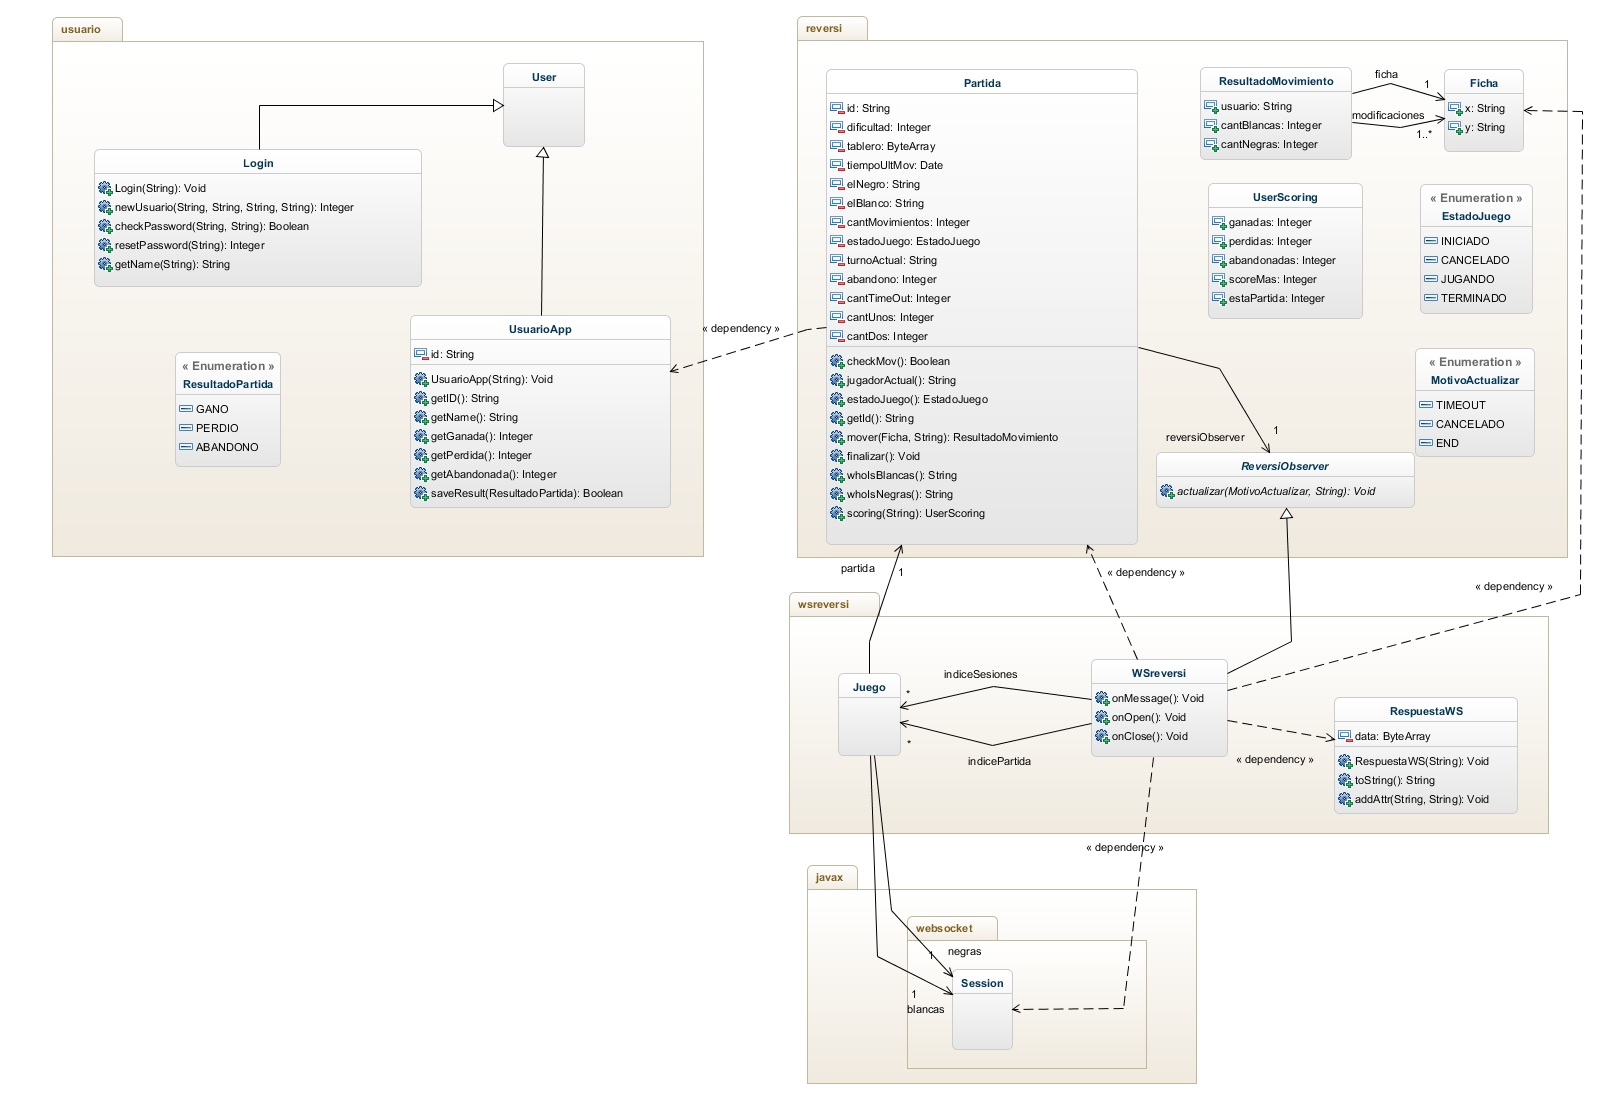 usuario
User
Login
Login(String): Void
newUsuario(String, String, String, String): Integer
checkPassword(String, String): Boolean
resetPassword(String): Integer
getName(String): String
UsuarioApp
id: String
UsuarioApp(String): Void
getID(): String
getName(): String
getGanada(): Integer
getPerdida(): Integer
getAbandonada(): Integer
saveResult(ResultadoPartida): Boolean
« Enumeration »
ResultadoPartida
GANO
PERDIO
ABANDONO
« dependency »
reversi
Partida
id: String
dificultad: Integer
tablero: ByteArray
tiempoUltMov: Date
elNegro: String
elBlanco: String
cantMovimientos: Integer
estadoJuego: EstadoJuego
turnoActual: String
abandono: Integer
cantTimeOut: Integer
cantUnos: Integer
cantDos: Integer
checkMov(): Boolean
jugadorActual(): String
estadoJuego(): EstadoJuego
getId(): String
mover(Ficha, String): ResultadoMovimiento
finalizar(): Void
whoIsBlancas(): String
whoIsNegras(): String
scoring(String): UserScoring
ResultadoMovimiento
usuario: String
cantBlancas: Integer
cantNegras: Integer
ficha
1
modificaciones
1..*
Ficha
x: String
y: String
UserScoring
ganadas: Integer
perdidas: Integer
abandonadas: Integer
scoreMas: Integer
estaPartida: Integer
« Enumeration »
EstadoJuego
INICIADO
CANCELADO
JUGANDO
TERMINADO
« Enumeration »
MotivoActualizar
TIMEOUT
CANCELADO
END
reversiObserver
1
ReversiObserver
actualizar(MotivoActualizar, String): Void
partida
1
« dependency »
« dependency »
wsreversi
Juego
*
indiceSesiones
*
indicePartida
WSreversi
onMessage(): Void
onOpen(): Void
onClose(): Void
« dependency »
RespuestaWS
data: ByteArray
RespuestaWS(String): Void
toString(): String
addAttr(String, String): Void
« dependency »
javax
websocket
negras
1
Session
1
blancas